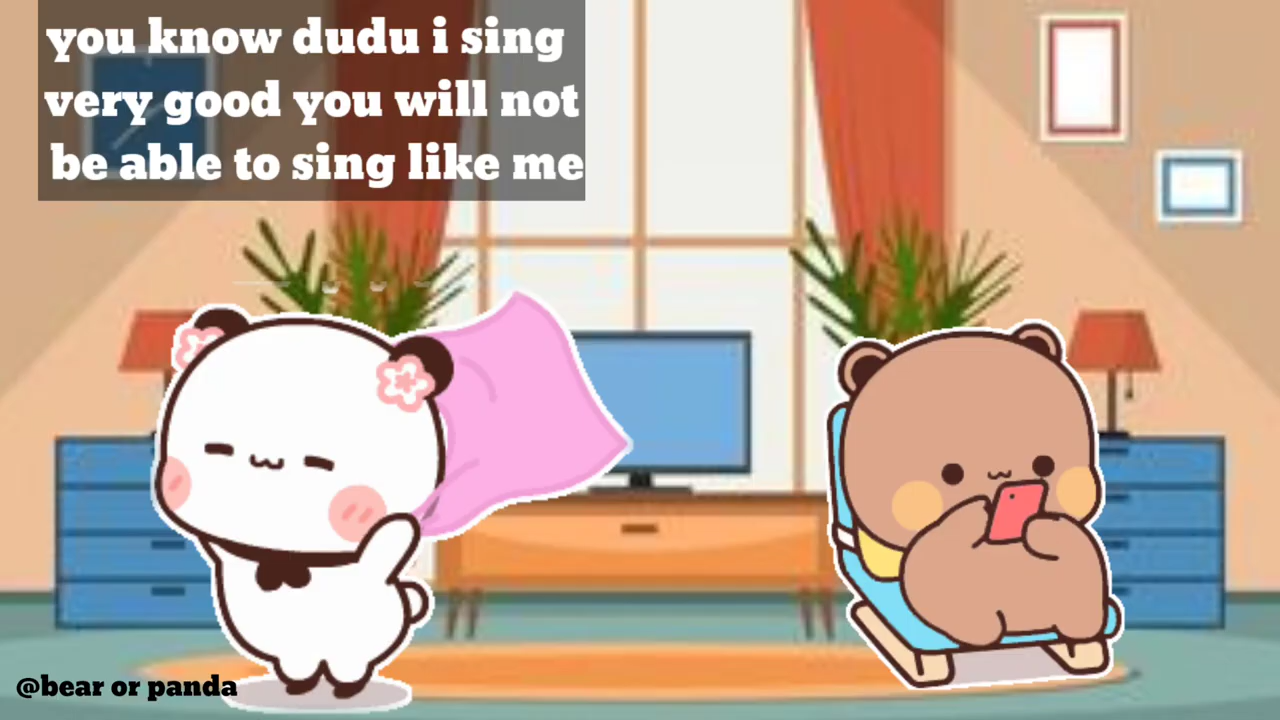 you know dudu i sing
very good you will not
be able to sing like me
@bear or panda